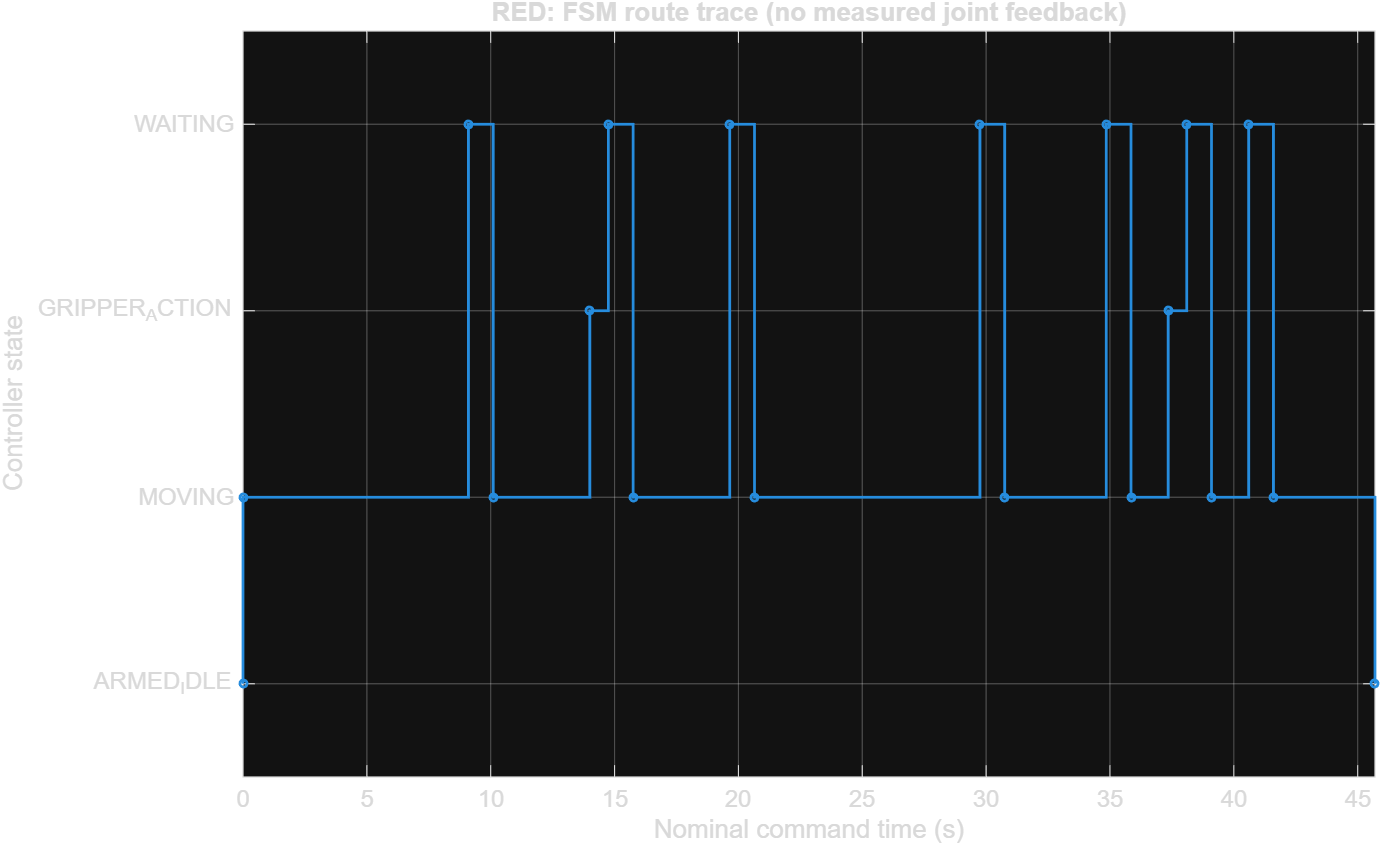 RED: FSM route trace (no measured joint feedback)
WAITING
GRIPPER_ACTION
MOVING
ARMED_IDLE
Controller state
0 5 10 15 20 25 30 35 40 45
Nominal command time (s)